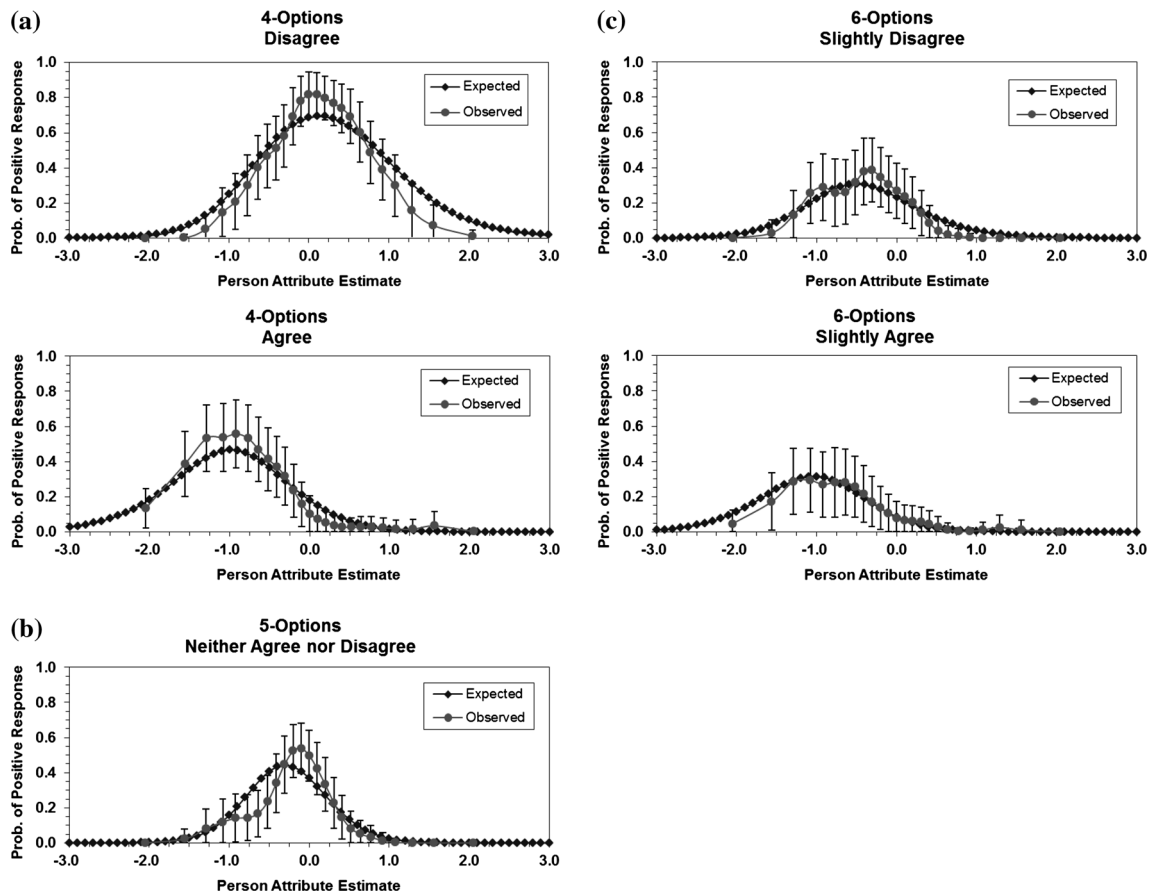 (a)
4-Options
Disagree
Prob. of Positive Response
1.0
0.8
0.6
0.4
0.2
0.0
Expected
Observed
-3.0 -2.0 -1.0 0.0 1.0 2.0 3.0
Person Attribute Estimate
4-Options
Agree
Prob. of Positive Response
1.0
0.8
0.6
0.4
0.2
0.0
Expected
Observed
-3.0 -2.0 -1.0 0.0 1.0 2.0 3.0
Person Attribute Estimate
(b)
5-Options
Neither Agree nor Disagree
Prob. of Positive Response
1.0
0.8
0.6
0.4
0.2
0.0
Expected
Observed
-3.0 -2.0 -1.0 0.0 1.0 2.0 3.0
Person Attribute Estimate
(c)
6-Options
Slightly Disagree
Prob. of Positive Response
1.0
0.8
0.6
0.4
0.2
0.0
Expected
Observed
-3.0 -2.0 -1.0 0.0 1.0 2.0 3.0
Person Attribute Estimate
6-Options
Slightly Agree
Prob. of Positive Response
1.0
0.8
0.6
0.4
0.2
0.0
Expected
Observed
-3.0 -2.0 -1.0 0.0 1.0 2.0 3.0
Person Attribute Estimate